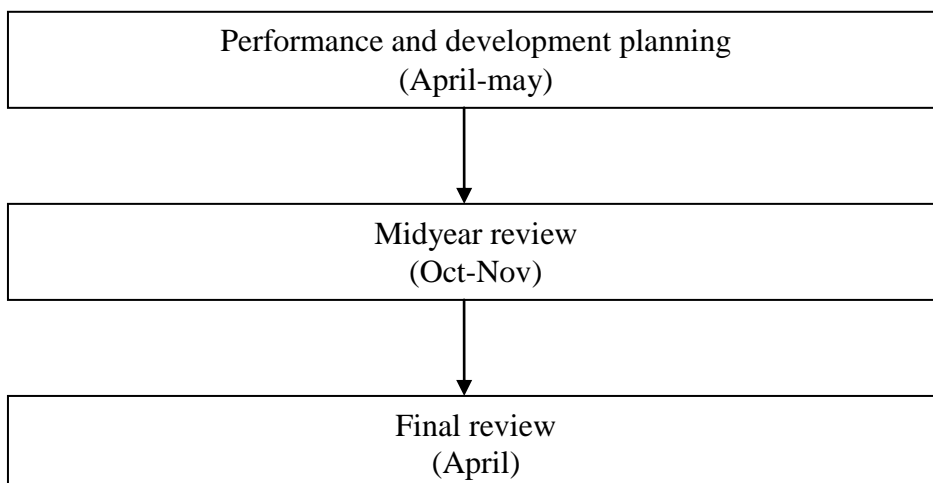 Performance and development planning
(April-may)
Midyear review
(Oct-Nov)
Final review
(April)